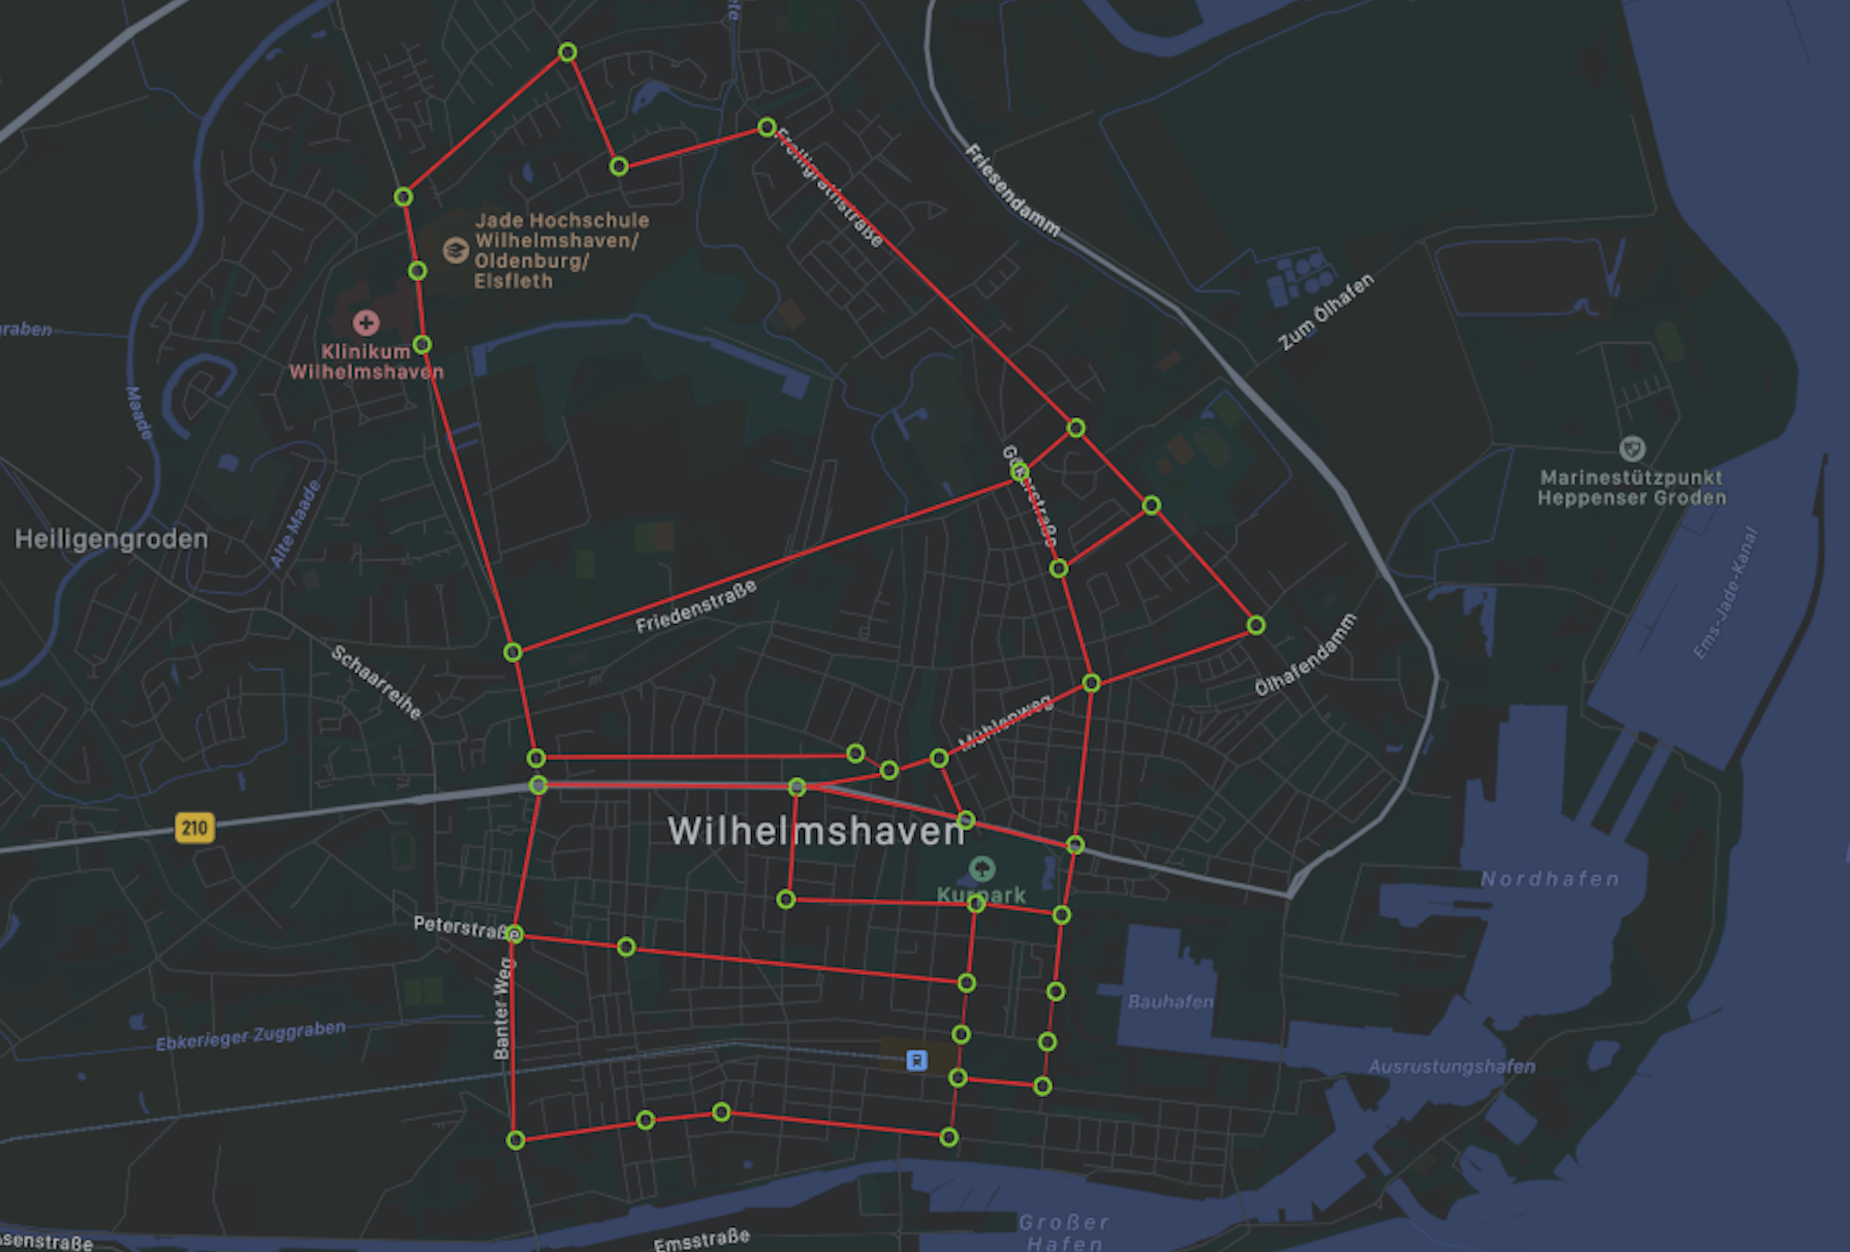 Freiligrathstraße
Friesendamm
Jade Hochschule
Wilhelmshaven/
Oldenburg/
Elsfleth
Zum Ölhafen
Klinikum
Wilhelmshaven
Maade
Gökerstraße
Marinestützpunkt
Heppenser Groden
Alte Maade
Heiligengroden
Ems-Jade-Kanal
Friedenstraße
Schaarreihe
Ölhafendamm
Mühlenweg
210
Wilhelmshaven
Kurpark
Nordhafen
Peterstraße
Banter Weg
Bauhafen
Ebkerieger Zuggraben
Ausrustungshafen
Großer
Hafen
Emsstraße